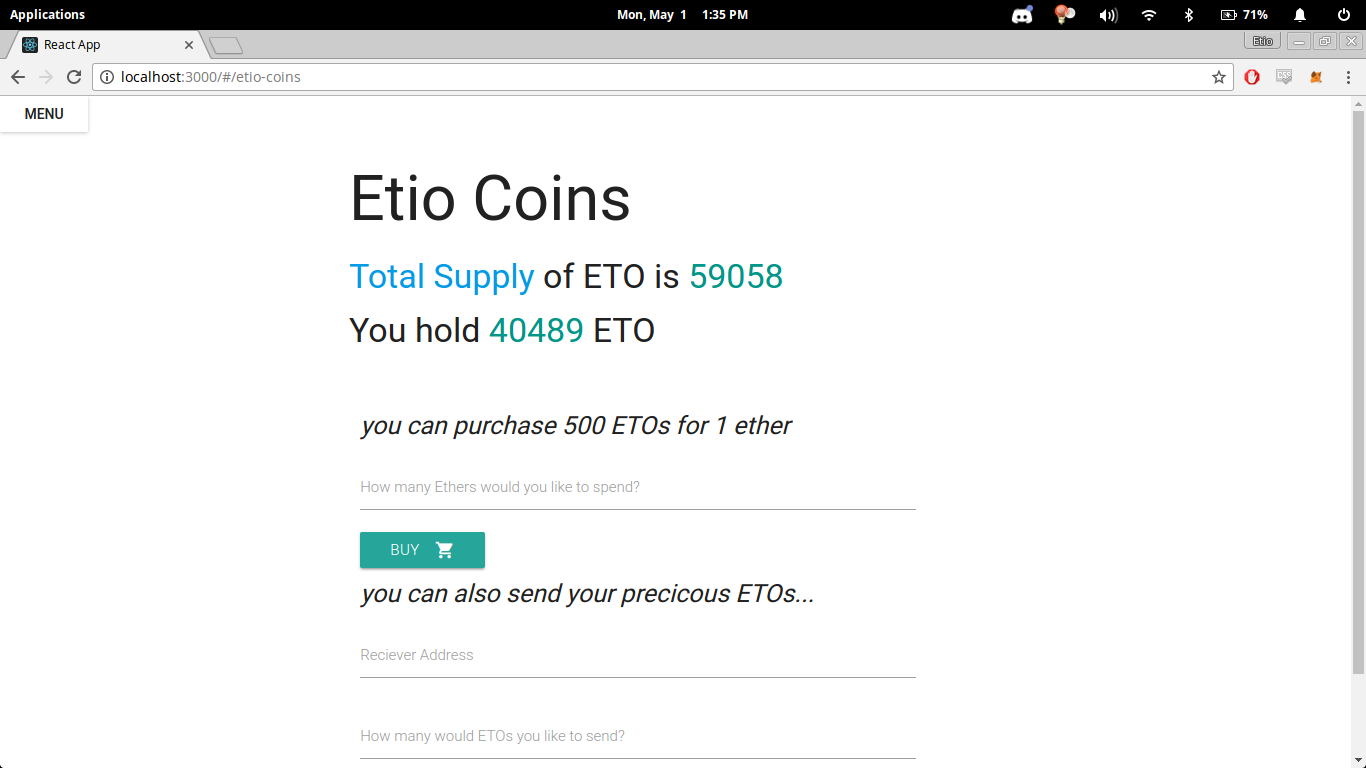 Applications
Mon, May 1 1:35 PM
71%
React App
Etio
localhost:3000/#/etio-coins
CSS
MENU
Etio Coins
Total Supply of ETO is 59058
You hold 40489 ETO
you can purchase 500 ETOs for 1 ether
How many Ethers would you like to spend?
BUY
you can also send your precicous ETOs...
Reciever Address
How many would ETOs you like to send?